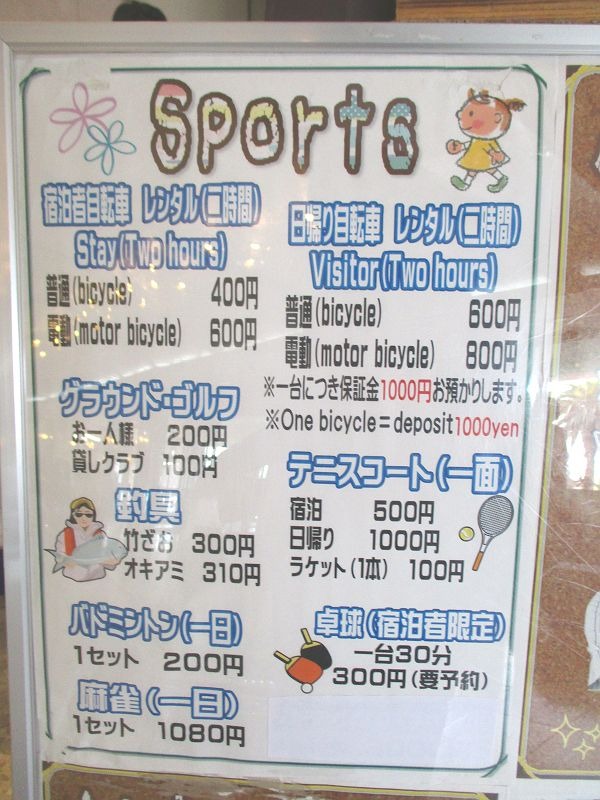 Sports
宿泊者自転車 レンタル(二時間)
Stay(Two hours)
普通(bicycle) 400円
電動(motor bicycle) 600円
グラウンド・ゴルフ
お一人様 200円
貸しクラブ 100円
釣具
竹ざお 300円
オキアミ 310円
バドミントン(一日)
1セット 200円
麻雀(一日)
1セット 1080円
日帰り自転車 レンタル(二時間)
Visitor(Two hours)
普通(bicycle) 600円
電動(motor bicycle) 800円
※一台につき保証金1000円お預かりします。
※One bicycle=deposit1000yen
テニスコート(一面)
宿泊 500円
日帰り 1000円
ラケット(1本) 100円
卓球(宿泊者限定)
一台30分
300円(要予約)